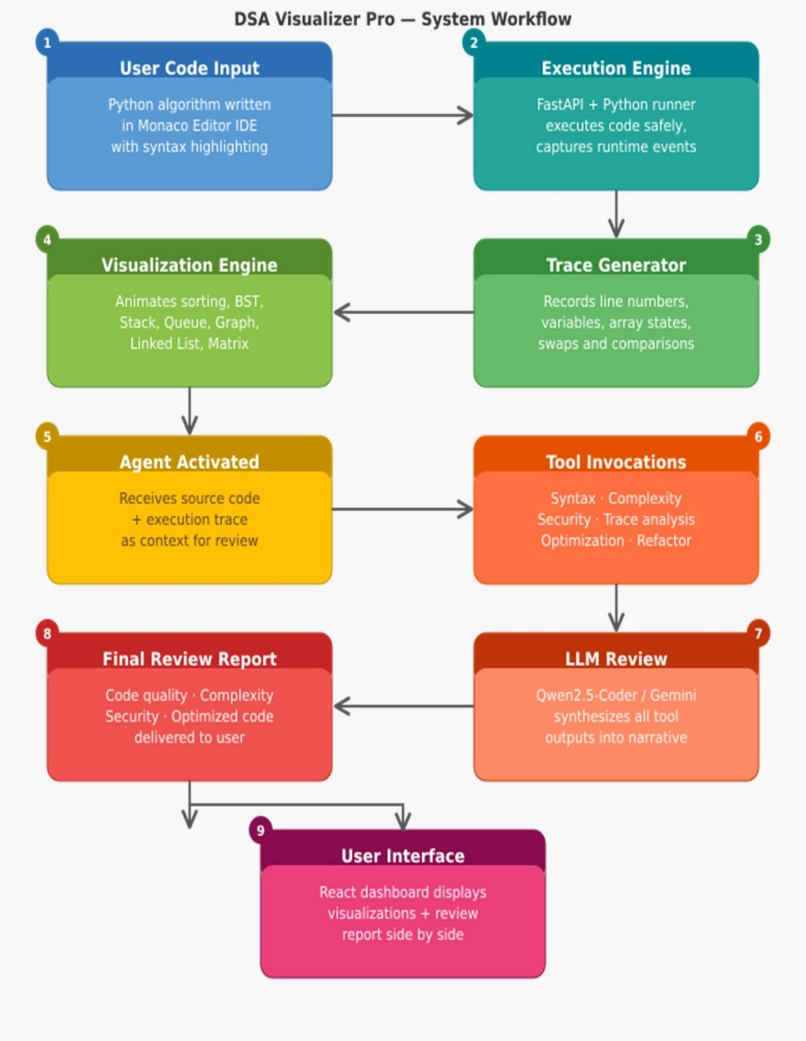 DSA Visualizer Pro — System Workflow
1
User Code Input
Python algorithm written
in Monaco Editor IDE
with syntax highlighting
2
Execution Engine
FastAPI + Python runner
executes code safely,
captures runtime events
3
Trace Generator
Records line numbers,
variables, array states,
swaps and comparisons
4
Visualization Engine
Animates sorting, BST,
Stack, Queue, Graph,
Linked List, Matrix
5
Agent Activated
Receives source code
+ execution trace
as context for review
6
Tool Invocations
Syntax · Complexity
Security · Trace analysis
Optimization · Refactor
7
LLM Review
Qwen2.5-Coder / Gemini
synthesizes all tool
outputs into narrative
8
Final Review Report
Code quality · Complexity
Security · Optimized code
delivered to user
9
User Interface
React dashboard displays
visualizations + review
report side by side